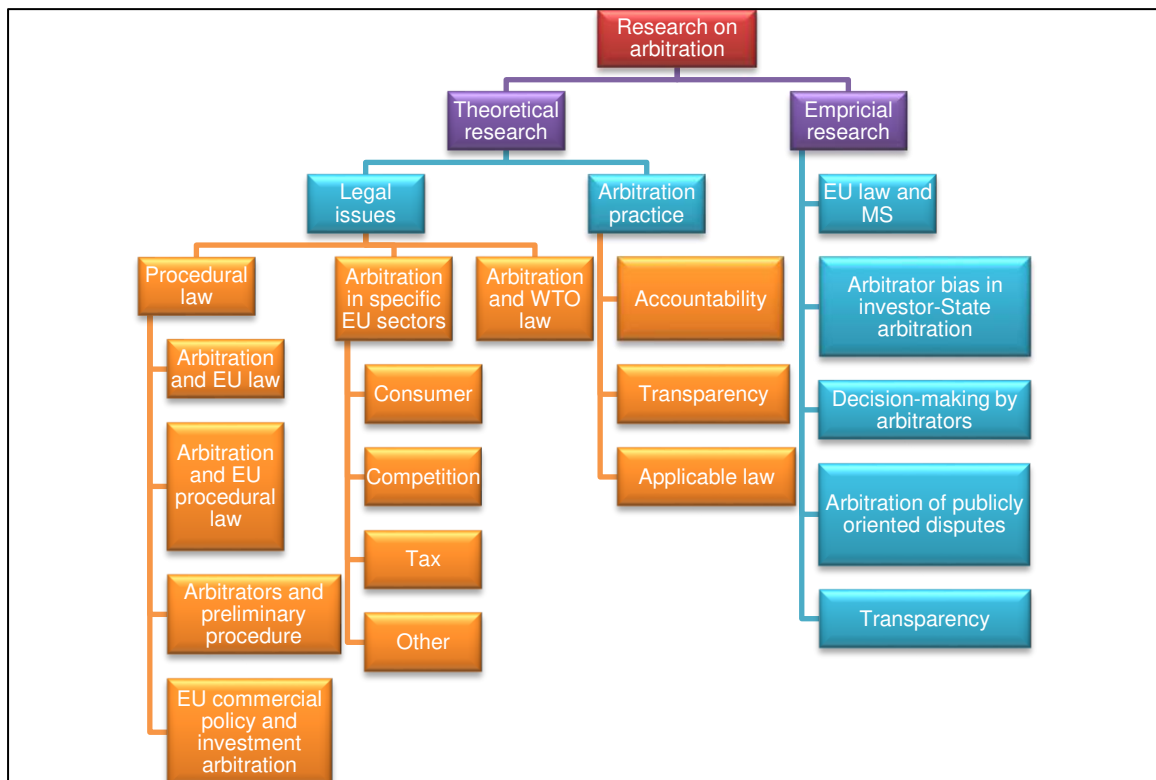 Research on
arbitration
Theoretical
research
Empricial
research
Legal
issues
Arbitration
practice
EU law and
MS
Procedural
law
Arbitration
in specific
EU sectors
Arbitration
and WTO
law
Accountability
Arbitrator bias in
investor-State
arbitration
Arbitration
and EU law
Consumer
Transparency
Decision-making by
arbitrators
Arbitration
and EU
procedural
law
Competition
Applicable law
Arbitration of publicly
oriented disputes
Tax
Arbitrators and
preliminary
procedure
Other
Transparency
EU commercial
policy and
investment
arbitration